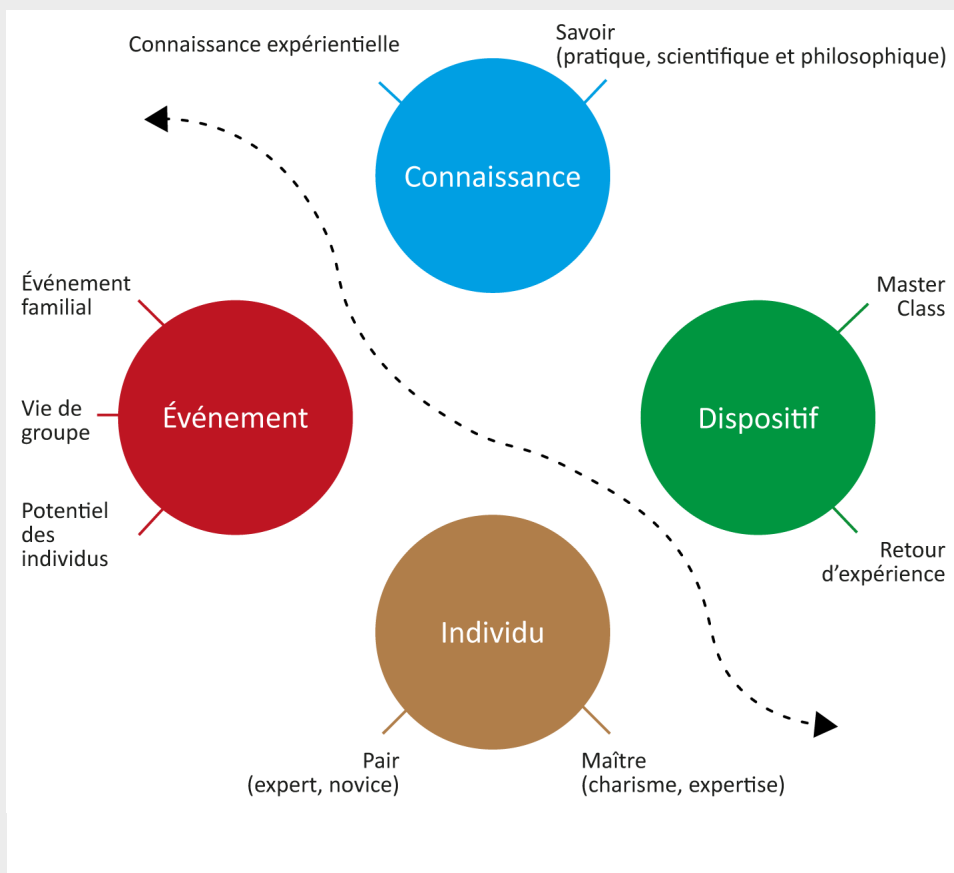 Connaissance expérientielle
Savoir
(pratique, scientifique et philosophique)
Connaissance
Événement
familial
Vie de
groupe
Potentiel
des
individus
Événement
Dispositif
Master
Class
Retour
d'expérience
Individu
Pair
(expert, novice)
Maître
(charisme, expertise)